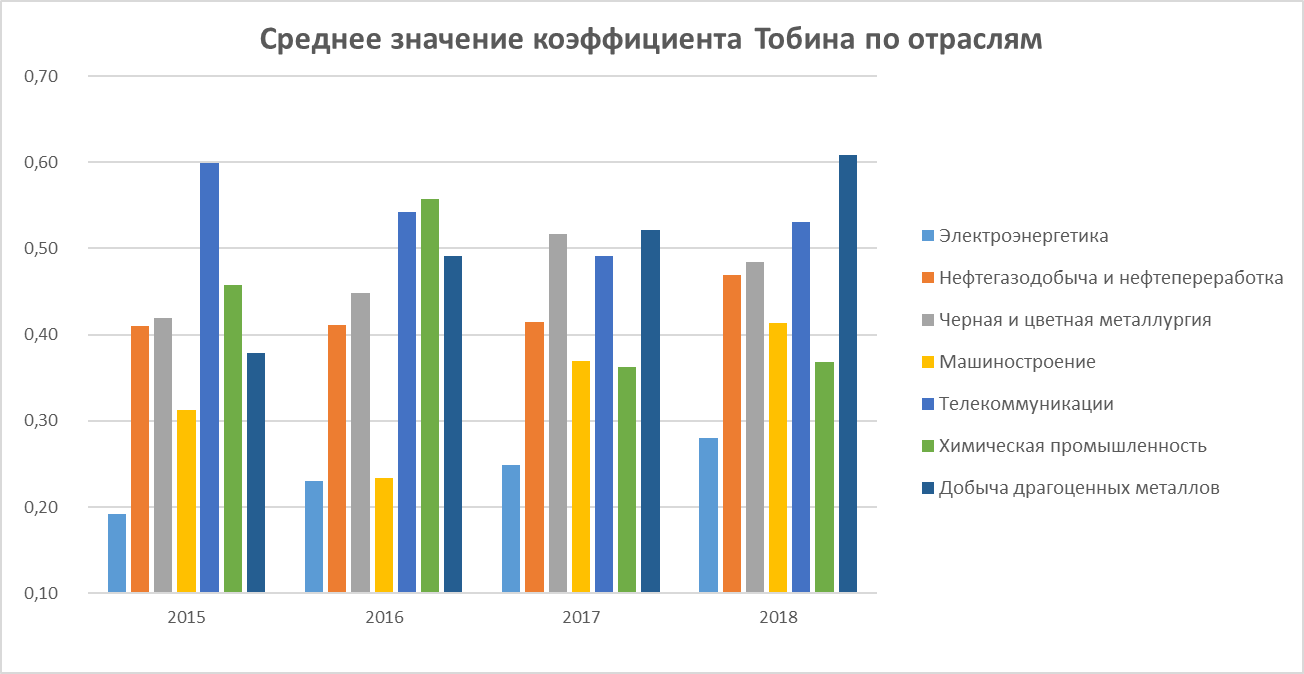 Среднее значение коэффициента Тобина по отраслям
0,70
0,60
0,50
0,40
0,30
0,20
0,10
2015
2016
2017
2018
Электроэнергетика
Нефтегазодобыча и нефтепереработка
Черная и цветная металлургия
Машиностроение
Телекоммуникации
Химическая промышленность
Добыча драгоценных металлов